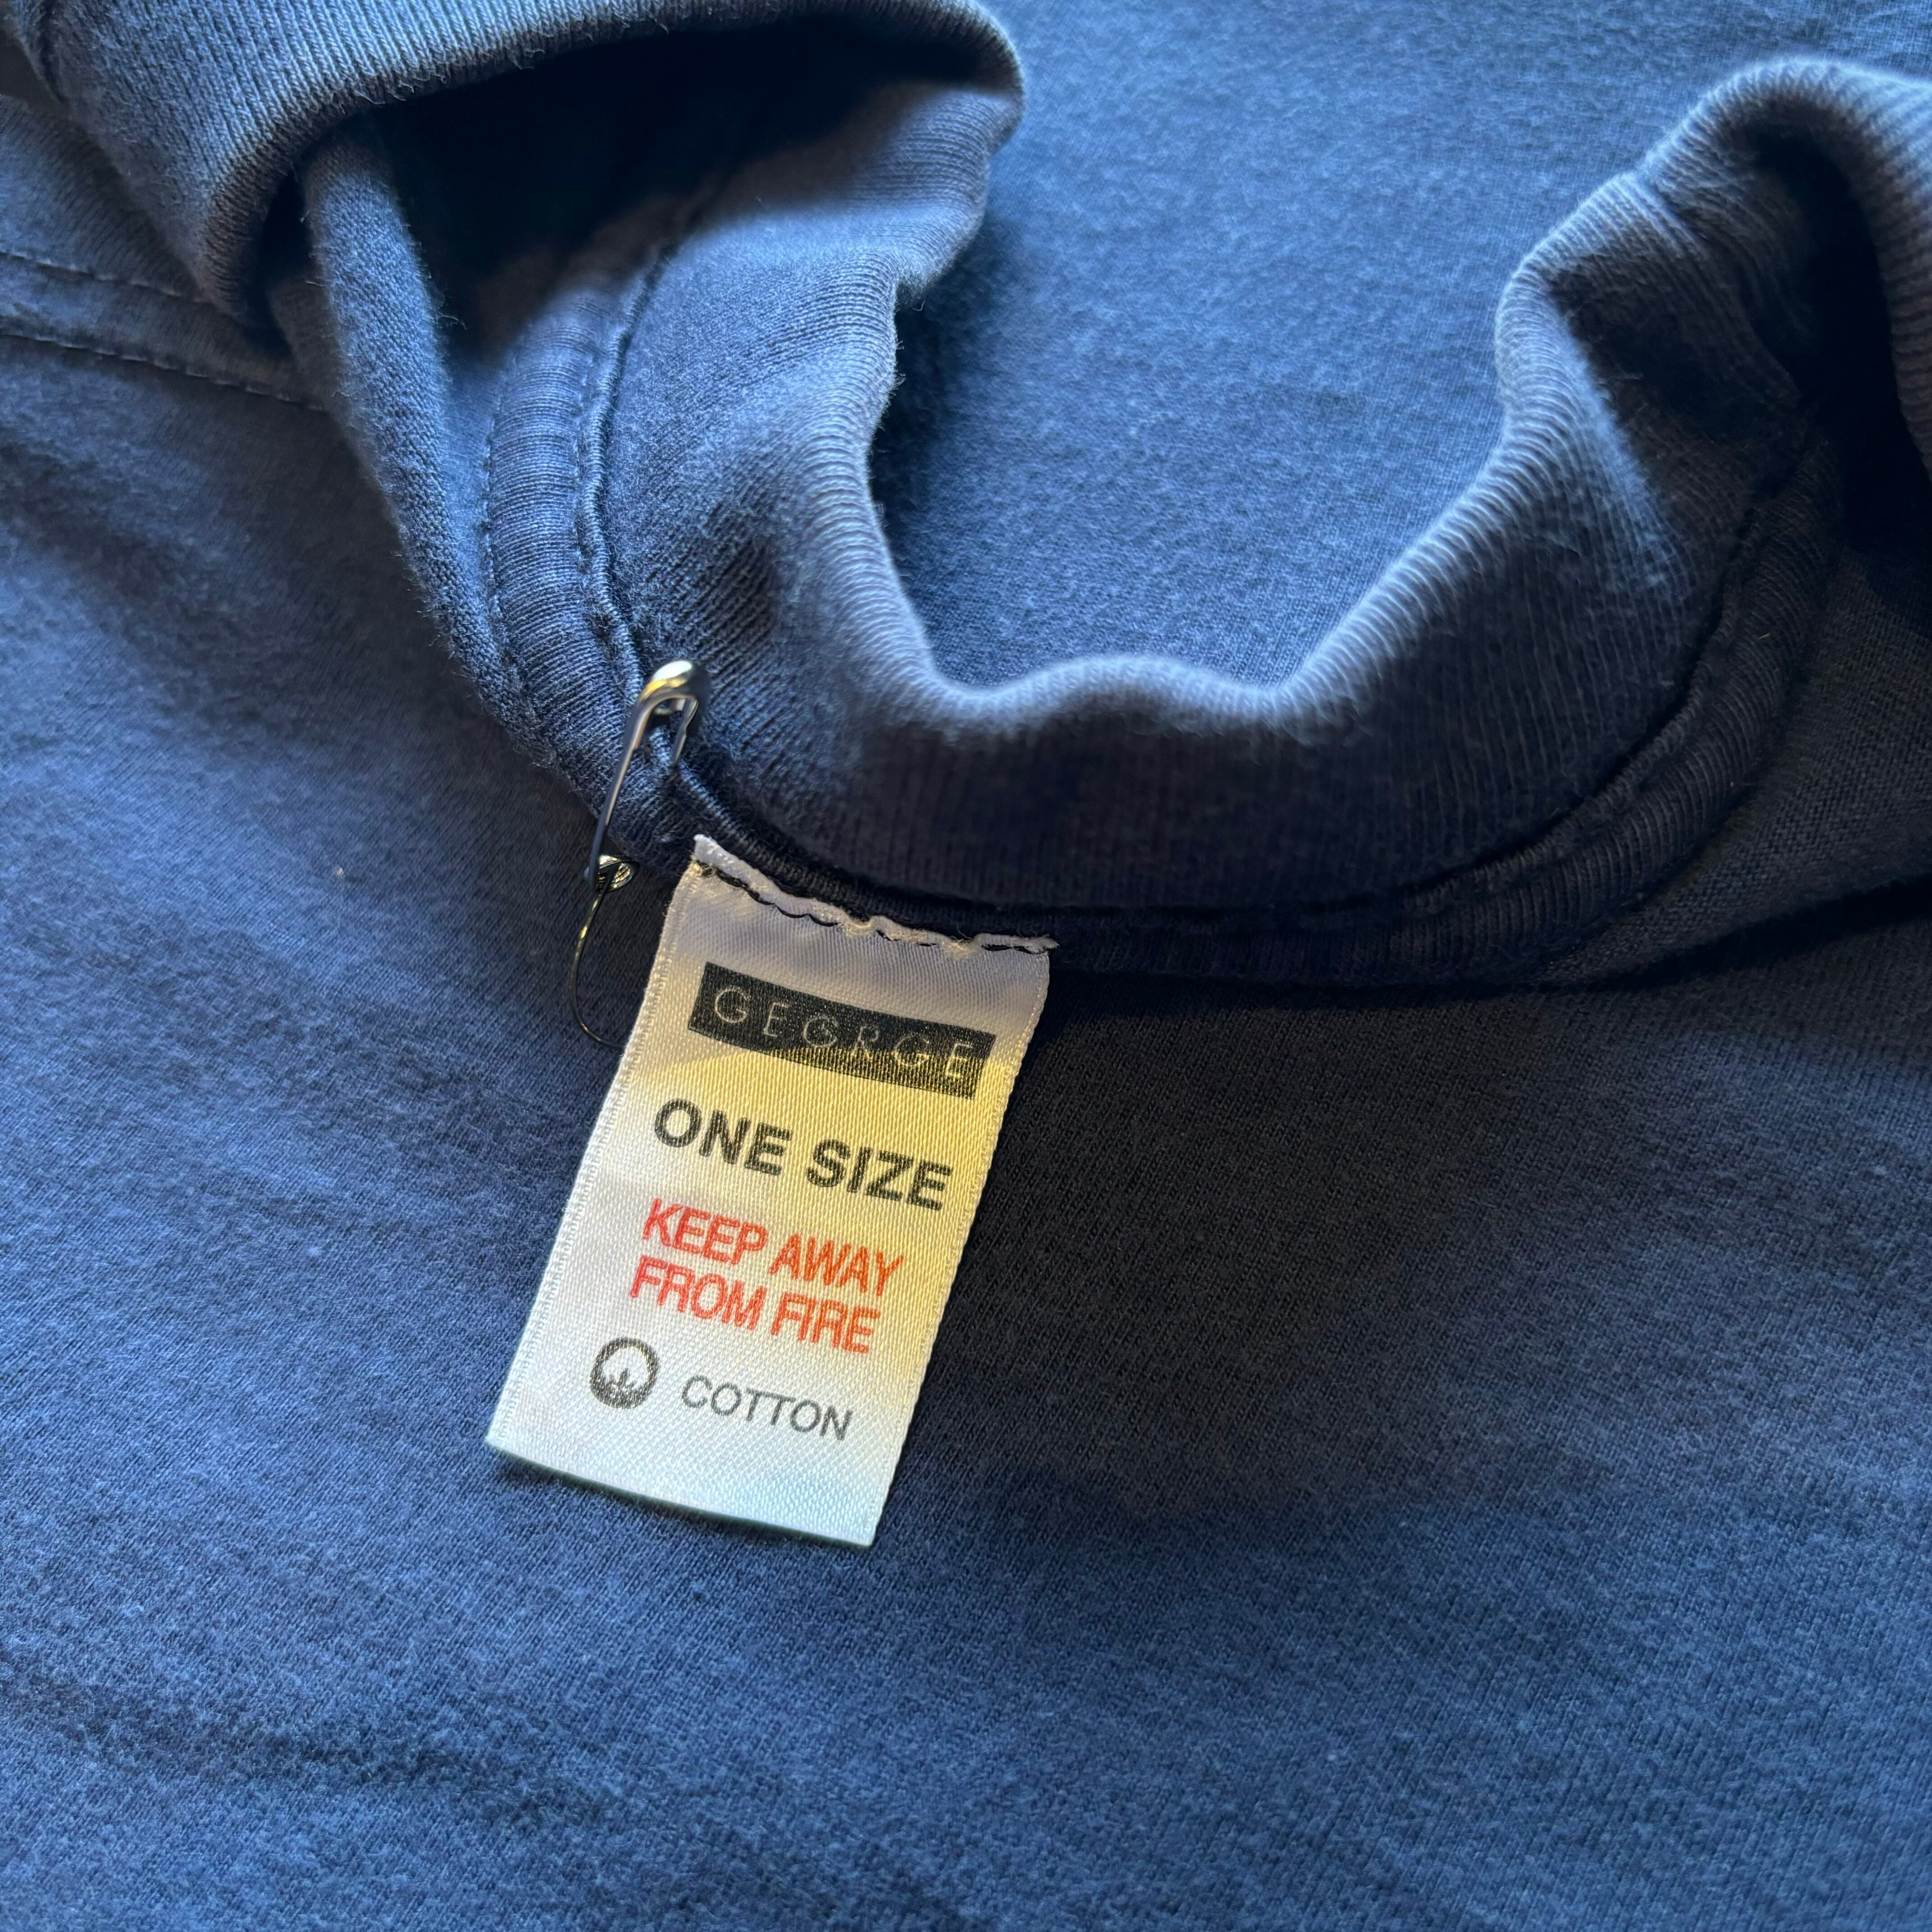 GEORGE
ONE SIZE
KEEP AWAY
FROM FIRE
COTTON